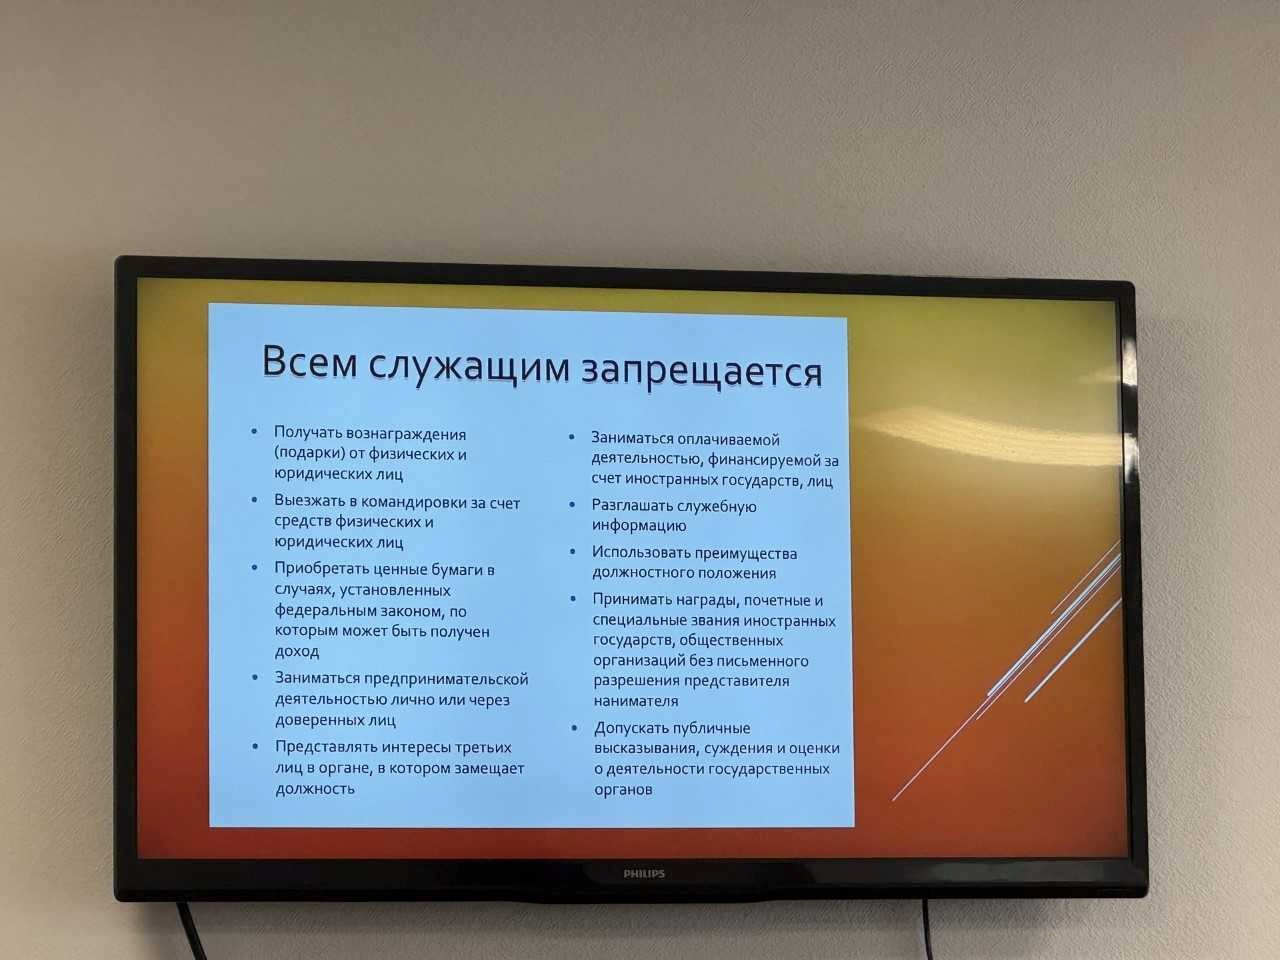 Всем служащим запрещается
• Получать вознаграждения
(подарки) от физических и
юридических лиц
• Выезжать в командировки за счет
средств физических и
юридических лиц
• Приобретать ценные бумаги в
случаях, установленных
федеральным законом, по
которым может быть получен
доход
• Заниматься предпринимательской
деятельностью лично или через
доверенных лиц
• Представлять интересы третьих
лиц в органе, в котором замещает
должность
• Заниматься оплачиваемой
деятельностью, финансируемой за
счет иностранных государств, лиц
• Разглашать служебную
информацию
• Использовать преимущества
должностного положения
• Принимать награды, почетные и
специальные звания иностранных
государств, общественных
организаций без письменного
разрешения представителя
нанимателя
• Допускать публичные
высказывания, суждения и оценки
о деятельности государственных
органов
PHILIPS